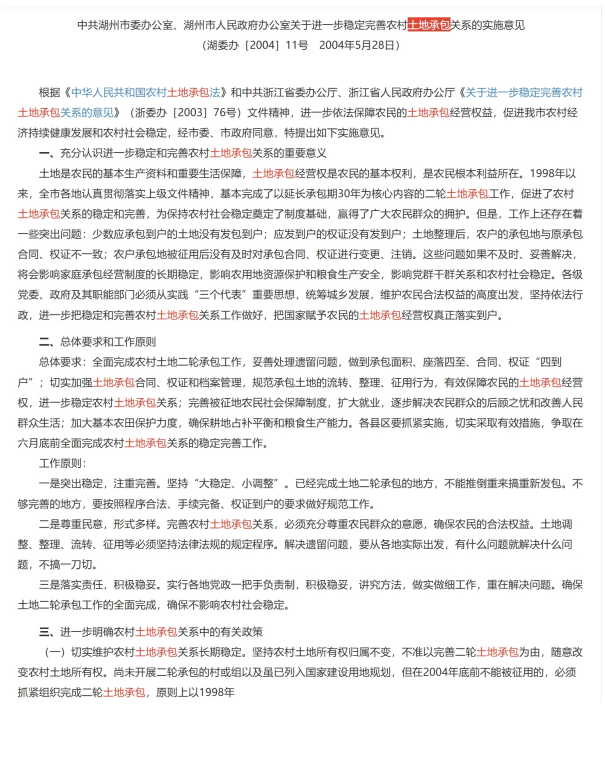 中共湖州市委办公室、湖州市人民政府办公室关于进一步稳定完善农村土地承包关系的实施意见
（湖委办［2004］11号　2004年5月28日）
根据《中华人民共和国农村土地承包法》和中共浙江省委办公厅、浙江省人民政府办公厅《关于进一步稳定完善农村
土地承包关系的意见》（浙委办［2003］76号）文件精神，进一步依法保障农民的土地承包经营权益，促进我市农村经
济持续健康发展和农村社会稳定，经市委、市政府同意，特提出如下实施意见。
一、充分认识进一步稳定和完善农村土地承包关系的重要意义
土地是农民的基本生产资料和重要生活保障，土地承包经营权是农民的基本权利，是农民根本利益所在。1998年以
来，全市各地认真贯彻落实上级文件精神，基本完成了以延长承包期30年为核心内容的二轮土地承包工作，促进了农村
土地承包关系的稳定和完善，为保持农村社会稳定奠定了制度基础，赢得了广大农民群众的拥护。但是，工作上还存在着
一些突出问题：少数应承包到户的土地没有发包到户；应发到户的权证没有发到户；土地整理后，农户的承包地与原承包
合同、权证不一致；农户承包地被征用后没有及时对承包合同、权证进行变更、注销。这些问题如果不及时、妥善解决，
将会影响家庭承包经营制度的长期稳定，影响农用地资源保护和粮食生产安全，影响党群干群关系和农村社会稳定。各级
党委、政府及其职能部门必须从实践“三个代表”重要思想，统筹城乡发展，维护农民合法权益的高度出发，坚持依法行
政，进一步把稳定和完善农村土地承包关系工作做好，把国家赋予农民的土地承包经营权真正落实到户。
二、总体要求和工作原则
总体要求：全面完成农村土地二轮承包工作，妥善处理遗留问题，做到承包面积、座落四至、合同、权证“四到
户”；切实加强土地承包合同、权证和档案管理，规范承包土地的流转、整理、征用行为，有效保障农民的土地承包经营
权，进一步稳定农村土地承包关系；完善被征地农民社会保障制度，扩大就业，逐步解决农民群众的后顾之忧和改善人民
群众生活；加大基本农田保护力度，确保耕地占补平衡和粮食生产能力。各县区要抓紧实施，切实采取有效措施，争取在
六月底前全面完成农村土地承包关系的稳定完善工作。
工作原则：
一是突出稳定，注重完善。坚持“大稳定、小调整”。已经完成土地二轮承包的地方，不能推倒重来搞重新发包。不
够完善的地方，要按照程序合法、手续完备、权证到户的要求做好规范工作。
二是尊重民意，形式多样。完善农村土地承包关系，必须充分尊重农民群众的意愿，确保农民的合法权益。土地调
整、整理、流转、征用等必须坚持法律法规的规定程序。解决遗留问题，要从各地实际出发，有什么问题就解决什么问
题，不搞一刀切。
三是落实责任，积极稳妥。实行各地党政一把手负责制，积极稳妥，讲究方法，做实做细工作，重在解决问题。确保
土地二轮承包工作的全面完成，确保不影响农村社会稳定。
三、进一步明确农村土地承包关系中的有关政策
（一）切实维护农村土地承包关系长期稳定。坚持农村土地所有权归属不变，不准以完善二轮土地承包为由，随意改
变农村土地所有权。尚未开展二轮承包的村或组以及虽已列入国家建设用地规划，但在2004年底前不能被征用的，必须
抓紧组织完成二轮土地承包，原则上以1998年